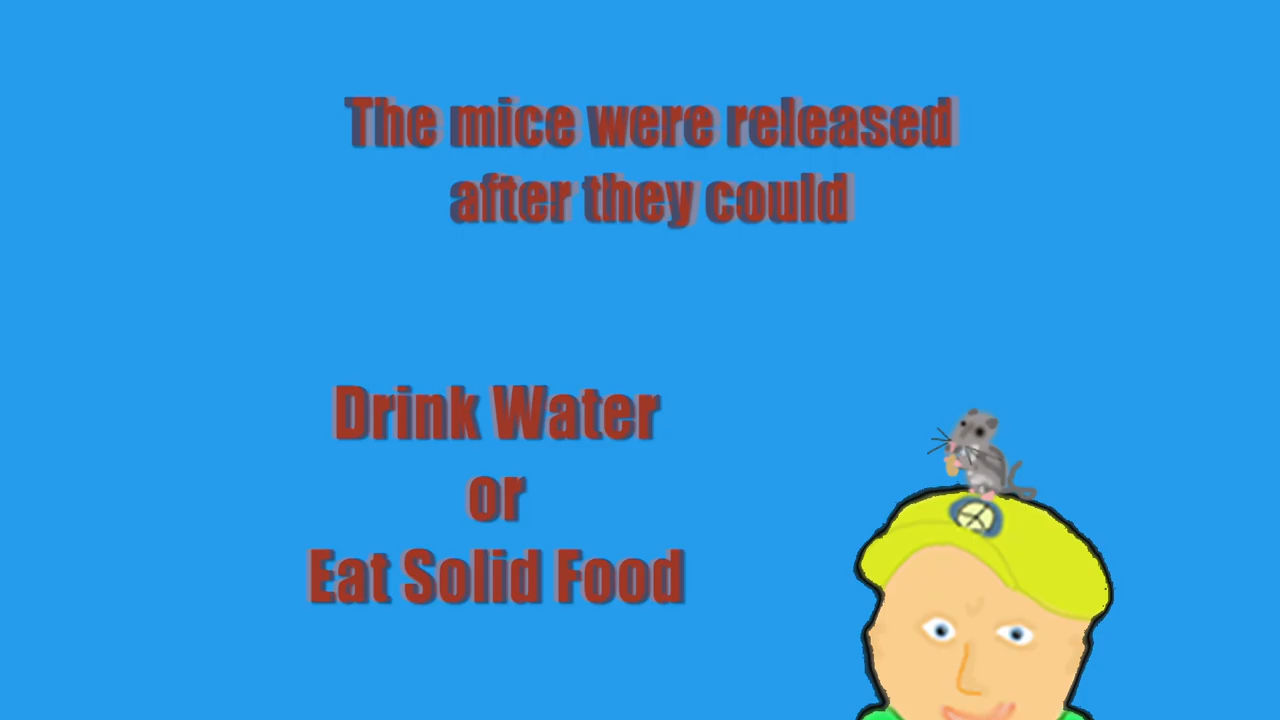 The mice were released
after they could
Drink Water
or
Eat Solid Food